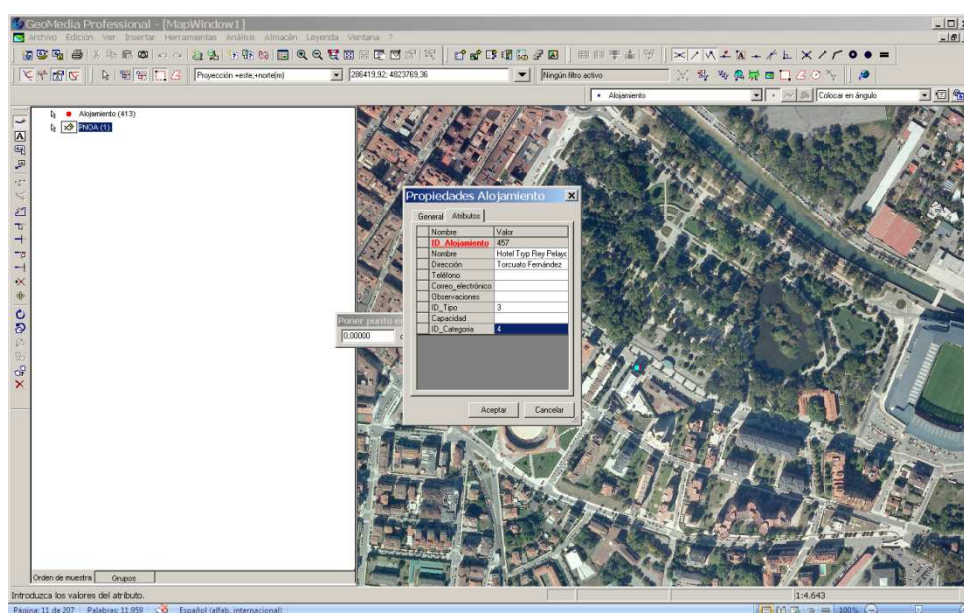 GeoMedia Professional - [MapWindow1]
Archivo Edición Ver Insertar Herramientas Análisis Almacén Leyenda Ventana ?
Proyección +este;+norte(m)
286419,92; 4823769,36
Ningún filtro activo
Alojamiento
Colocar en ángulo
Alojamiento (413)
PNOA (1)
Propiedades Alojamiento
General Atributos
Nombre Valor
ID_Alojamiento 457
Nombre Hotel Tryp Rey Pelayo
Dirección Torcuato Fernández
Teléfono
Correo_electrónico
Observaciones
ID_Tipo 3
Capacidad
ID_Categoria 4
Aceptar Cancelar
Poner punto
0,00000
Orden de muestra Grupos
Introduzca los valores del atributo.
1:4.643
Página: 11 de 207 Palabras: 11.959 Español (alfab. internacional)
100%